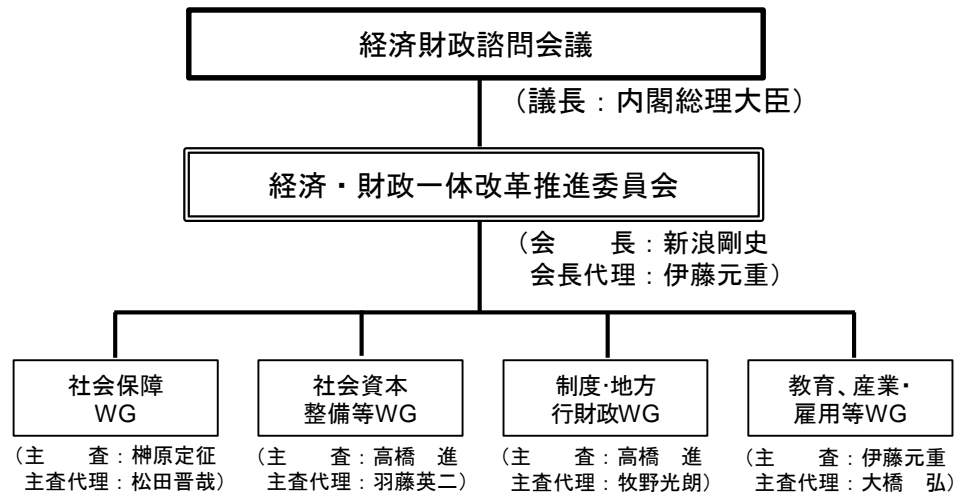 経済財政諮問会議
（議長：内閣総理大臣）
経済・財政一体改革推進委員会
（会　　長：新浪剛史
会長代理：伊藤元重）
社会保障
WG
（主　　査：榊原定征
主査代理：松田晋哉）
社会資本
整備等WG
（主　　査：高橋　進
主査代理：羽藤英二）
制度・地方
行財政WG
（主　　査：高橋　進
主査代理：牧野光朗）
教育、産業・
雇用等WG
（主　　査：伊藤元重
主査代理：大橋　弘）